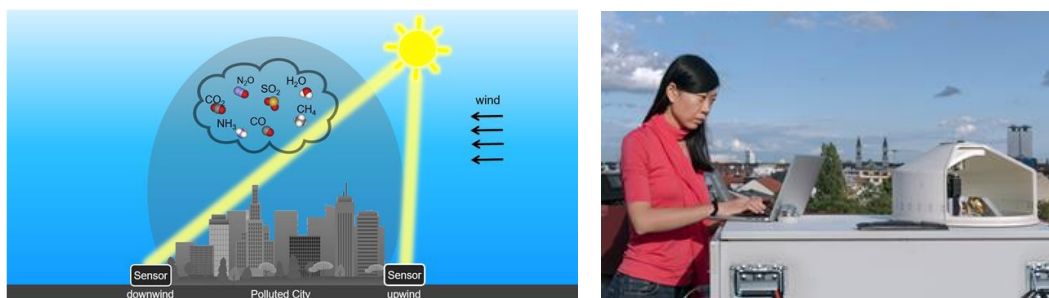 N₂O
SO₂
H₂O
CO₂
CH₄
NH₃
CO
wind
Sensor
Sensor
downwind
Polluted City
upwind